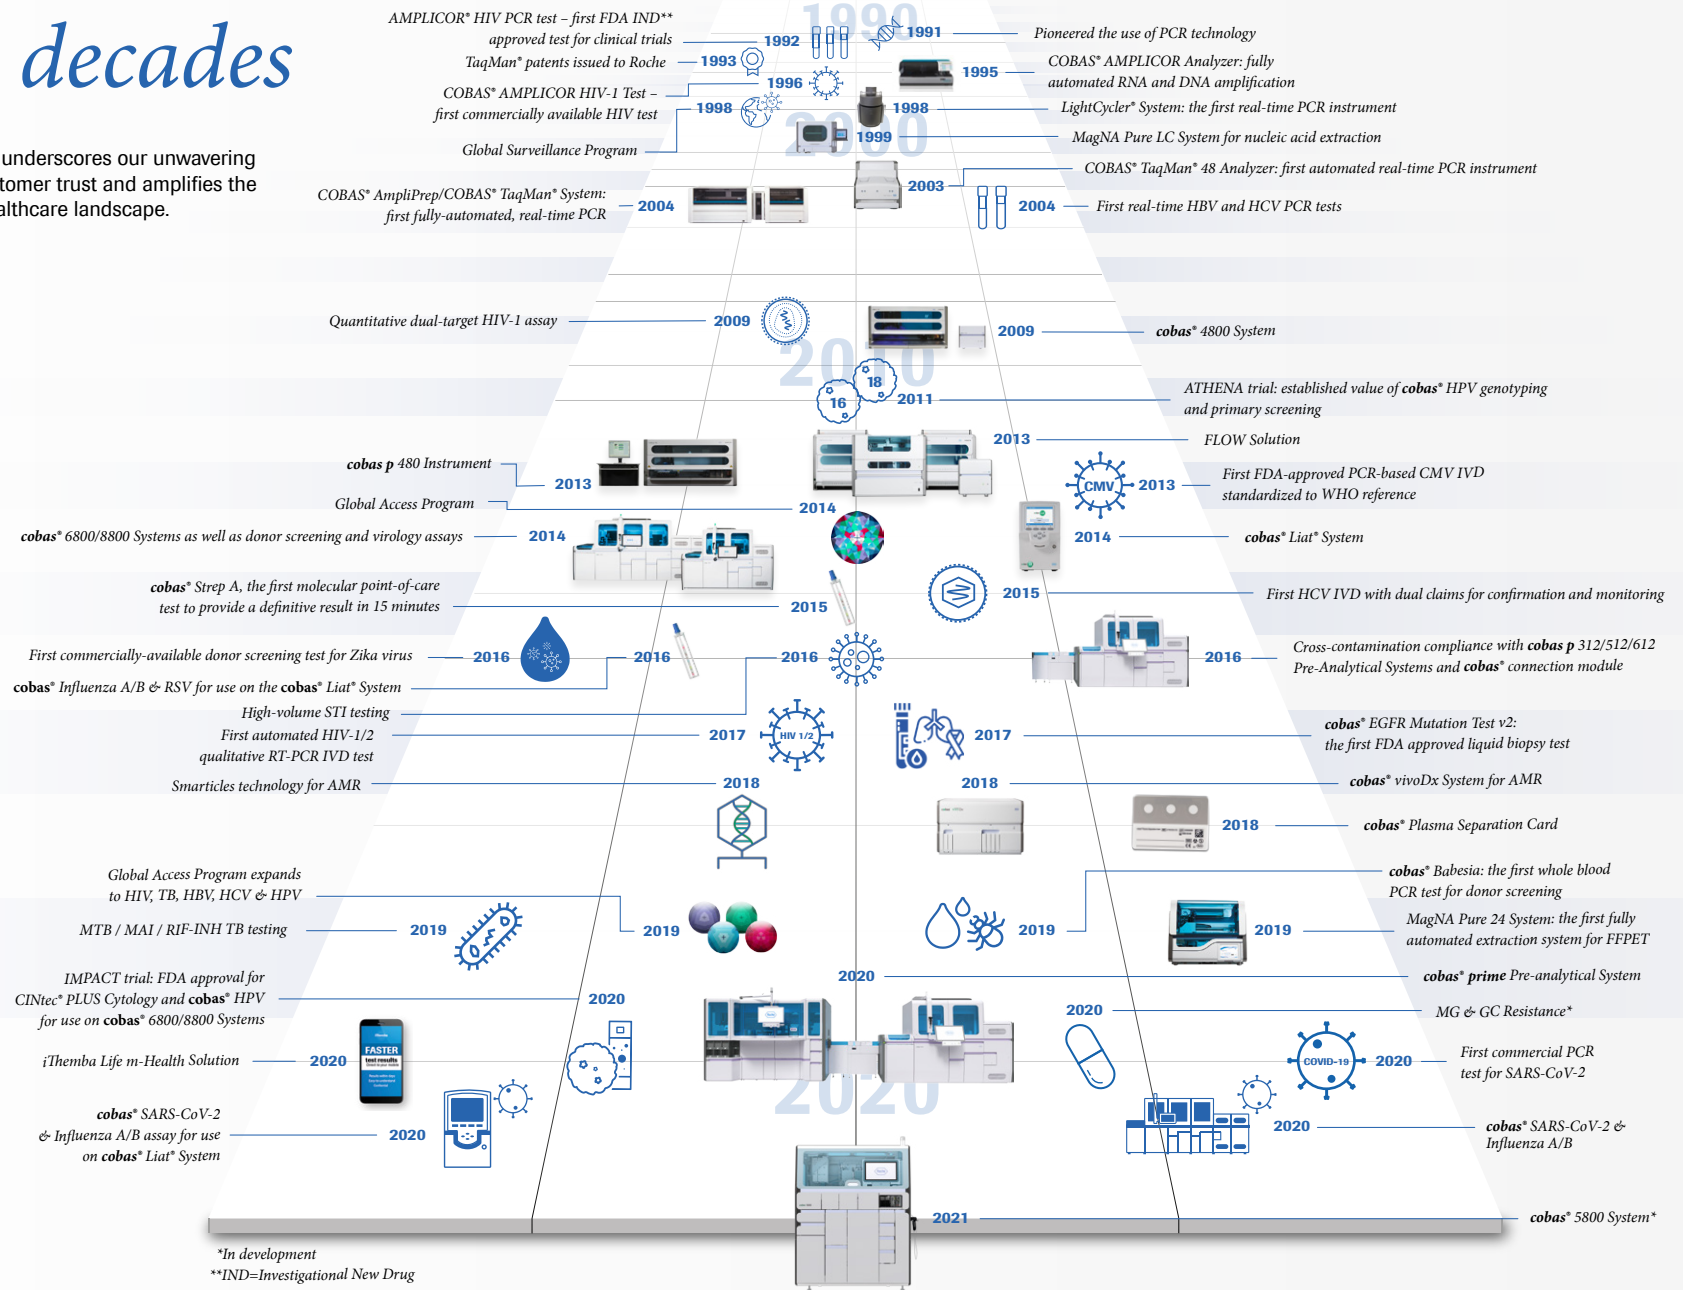 decades
underscores our unwavering
tomer trust and amplifies the
althcare landscape.
1990
AMPLICOR® HIV PCR test – first FDA IND**
approved test for clinical trials
1992
1991
Pioneered the use of PCR technology
TaqMan® patents issued to Roche
1993
1995
COBAS® AMPLICOR Analyzer: fully
automated RNA and DNA amplification
COBAS® AMPLICOR HIV-1 Test –
first commercially available HIV test
1996
1998
Global Surveillance Program
1998
LightCycler® System: the first real-time PCR instrument
2000
1999
MagNA Pure LC System for nucleic acid extraction
2003
COBAS® TaqMan® 48 Analyzer: first automated real-time PCR instrument
COBAS® AmpliPrep/COBAS® TaqMan® System:
first fully-automated, real-time PCR
2004
2004
First real-time HBV and HCV PCR tests
Quantitative dual-target HIV-1 assay
2009
2009
cobas® 4800 System
2010
18
16
2011
ATHENA trial: established value of cobas® HPV genotyping
and primary screening
2013
FLOW Solution
cobas p 480 Instrument
2013
CMV
2013
First FDA-approved PCR-based CMV IVD
standardized to WHO reference
Global Access Program
2014
cobas® 6800/8800 Systems as well as donor screening and virology assays
2014
2014
cobas® Liat® System
cobas® Strep A, the first molecular point-of-care
test to provide a definitive result in 15 minutes
2015
2015
First HCV IVD with dual claims for confirmation and monitoring
First commercially-available donor screening test for Zika virus
2016
2016
2016
2016
Cross-contamination compliance with cobas p 312/512/612
Pre-Analytical Systems and cobas® connection module
cobas® Influenza A/B & RSV for use on the cobas® Liat® System
High-volume STI testing
First automated HIV-1/2
qualitative RT-PCR IVD test
2017
HIV 1/2
2017
cobas® EGFR Mutation Test v2:
the first FDA approved liquid biopsy test
Smarticles technology for AMR
2018
2018
cobas® vivoDx System for AMR
2018
cobas® Plasma Separation Card
Global Access Program expands
to HIV, TB, HBV, HCV & HPV
2019
cobas® Babesia: the first whole blood
PCR test for donor screening
2019
MTB / MAI / RIF-INH TB testing
2019
2019
MagNA Pure 24 System: the first fully
automated extraction system for FFPET
2020
cobas® prime Pre-analytical System
IMPACT trial: FDA approval for
CINtec® PLUS Cytology and cobas® HPV
for use on cobas® 6800/8800 Systems
2020
2020
MG & GC Resistance*
iThemba Life m-Health Solution
2020
FASTER
test results
COVID-19
2020
First commercial PCR
test for SARS-CoV-2
2020
cobas® SARS-CoV-2
& Influenza A/B assay for use
on cobas® Liat® System
2020
2020
cobas® SARS-CoV-2 &
Influenza A/B
2021
cobas® 5800 System*
*In development
**IND=Investigational New Drug